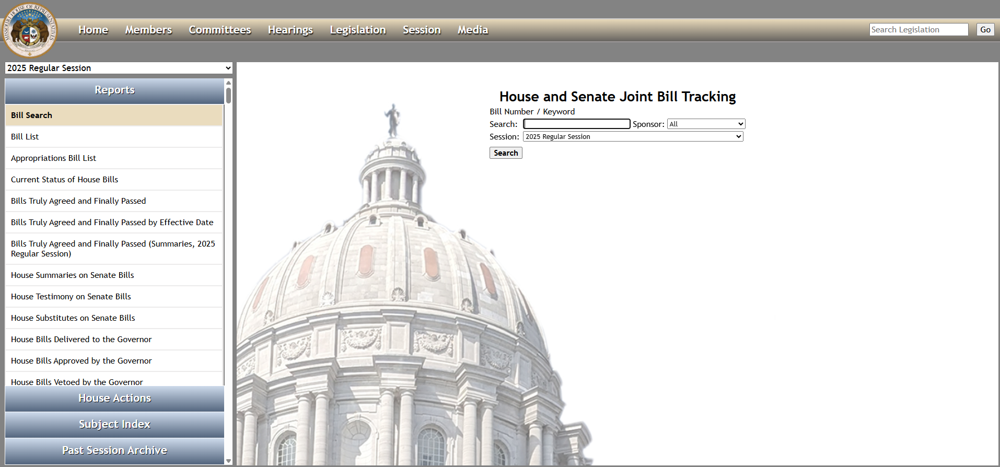 MISSOURI HOUSE OF REPRESENTATIVES
Home Members Committees Hearings Legislation Session Media Search Legislation Go
2025 Regular Session
Reports
Bill Search
Bill List
Appropriations Bill List
Current Status of House Bills
Bills Truly Agreed and Finally Passed
Bills Truly Agreed and Finally Passed by Effective Date
Bills Truly Agreed and Finally Passed (Summaries, 2025
Regular Session)
House Summaries on Senate Bills
House Testimony on Senate Bills
House Substitutes on Senate Bills
House Bills Delivered to the Governor
House Bills Approved by the Governor
House Bills Vetoed by the Governor
House Actions
Subject Index
Past Session Archive
House and Senate Joint Bill Tracking
Bill Number / Keyword
Search: Sponsor: All
Session: 2025 Regular Session
Search